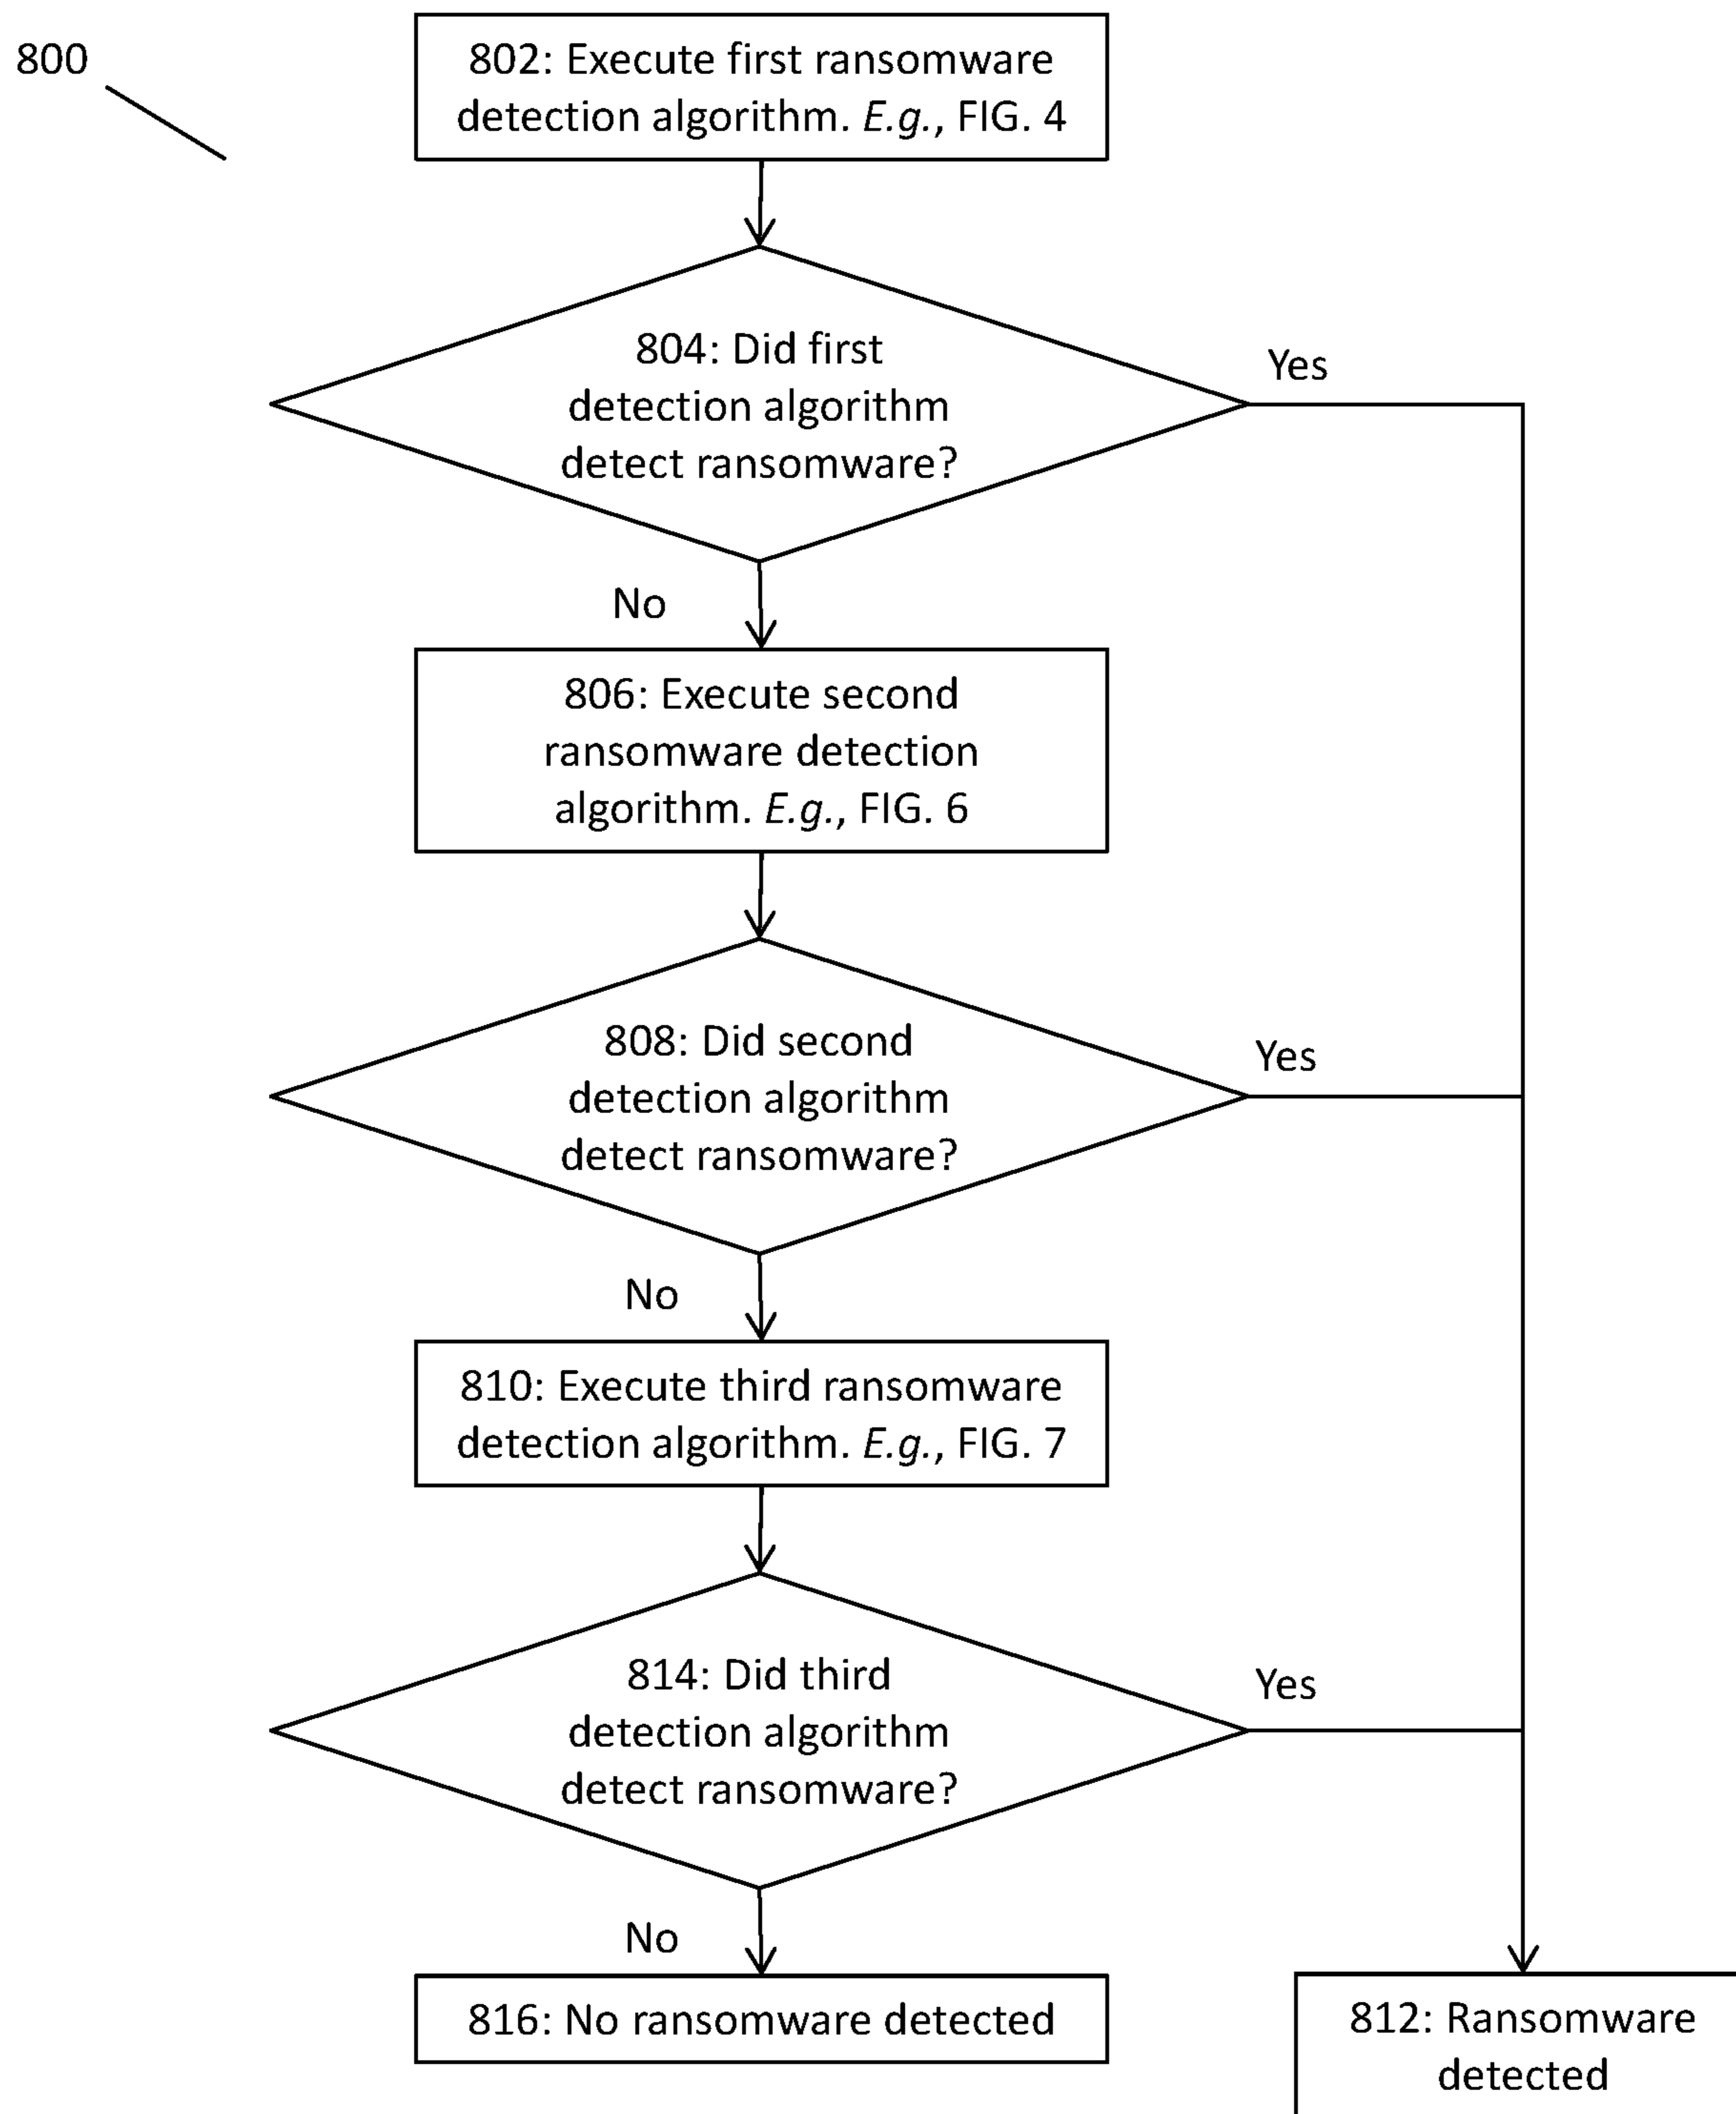 800
802: Execute first ransomware
detection algorithm. E.g., FIG. 4
804: Did first
detection algorithm
detect ransomware?
Yes
No
806: Execute second
ransomware detection
algorithm. E.g., FIG. 6
808: Did second
detection algorithm
detect ransomware?
Yes
No
810: Execute third ransomware
detection algorithm. E.g., FIG. 7
814: Did third
detection algorithm
detect ransomware?
Yes
No
816: No ransomware detected
812: Ransomware
detected